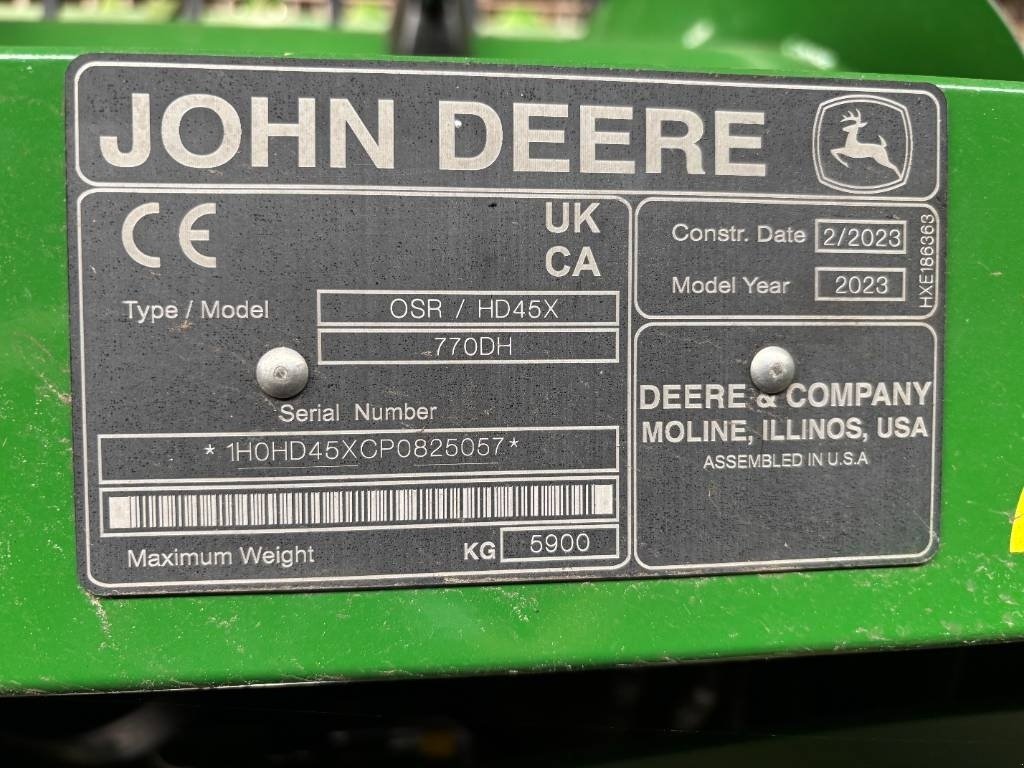 JOHN DEERE
CE
UK
CA
Type / Model OSR / HD45X
770DH
Serial Number
*1H0HD45XCP0825057*
Maximum Weight KG 5900
Constr. Date 2/2023
Model Year 2023
HXE186363
DEERE & COMPANY
MOLINE, ILLINOS, USA
ASSEMBLED IN U.S.A